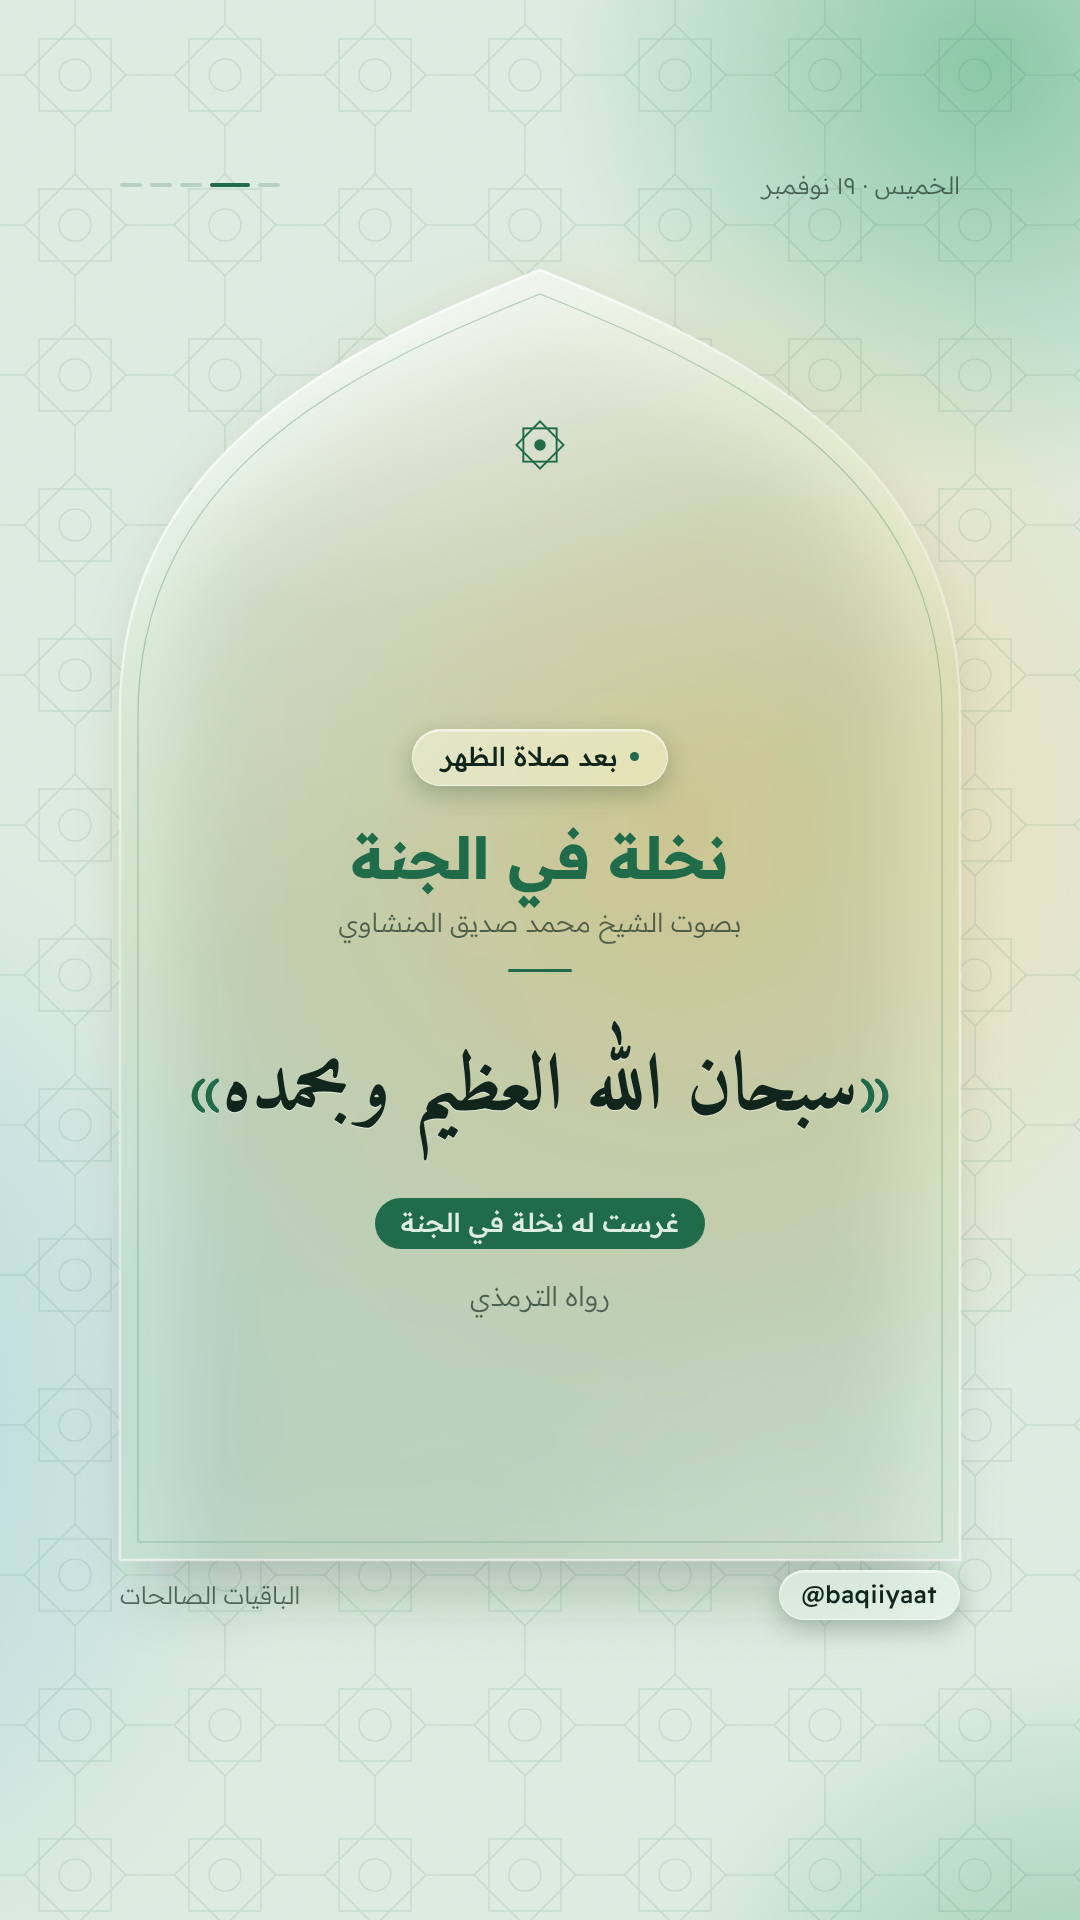 الخميس · ١٩ نوفمبر
بعد صلاة الظهر
نخلة في الجنة
بصوت الشيخ محمد صديق المنشاوي
«سبحان الله العظيم وبحمده»
غرست له نخلة في الجنة
رواه الترمذي
@baqiiyaat
الباقيات الصالحات